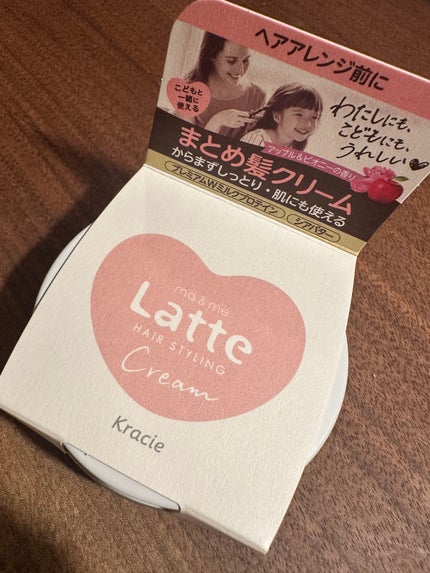 ヘアアレンジ前に
こどもと
一緒に
使える
わたしにも、
こどもにも、
うれしい
アップル&ピオニーの香り
まとめ髪クリーム
からまずしっとり・肌にも使える
プレミアムWミルクプロテイン
シアバター
ma & me
Latte
HAIR STYLING
Cream
Kracie